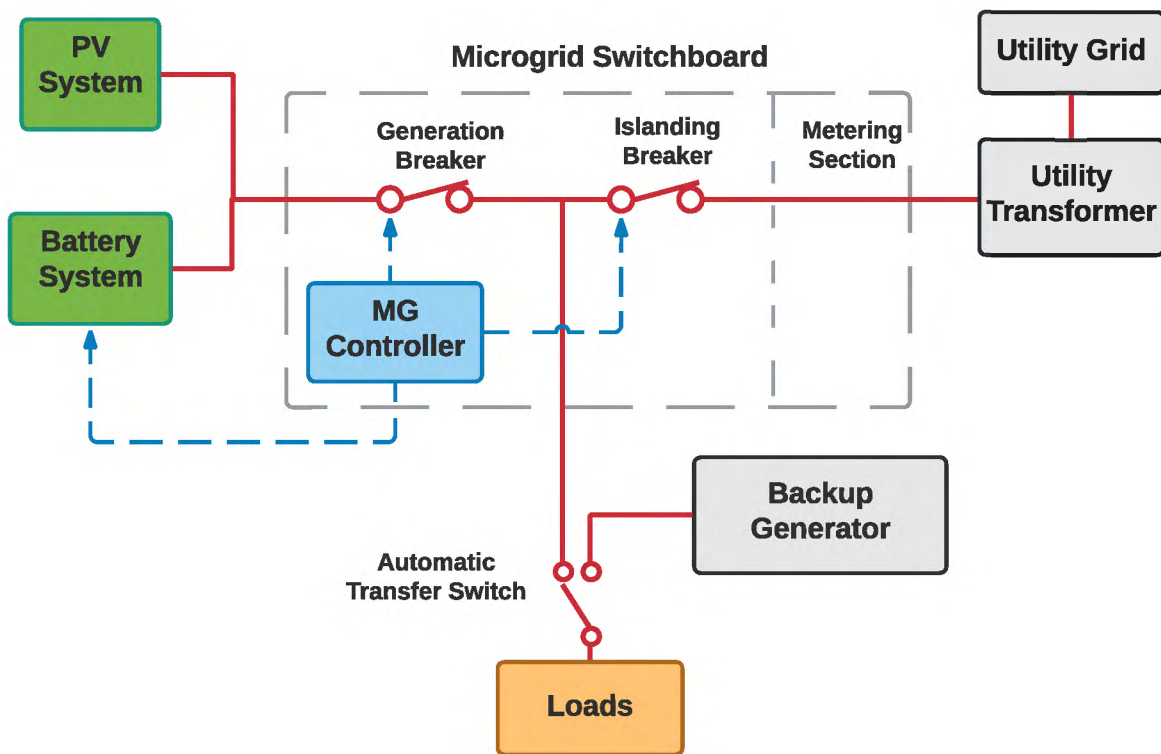 PV
System
Microgrid Switchboard
Utility Grid
Generation
Breaker
Islanding
Breaker
Metering
Section
Utility
Transformer
Battery
System
MG
Controller
Backup
Generator
Automatic
Transfer Switch
Loads